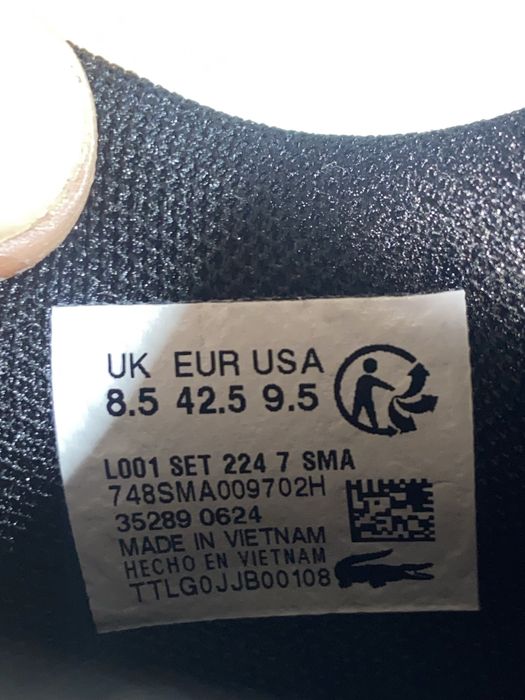 UK EUR USA
8.5 42.5 9.5
L001 SET 224 7 SMA
748SMA009702H
35289 0624
MADE IN VIETNAM
HECHO EN VIETNAM
TTLG0JJB00108